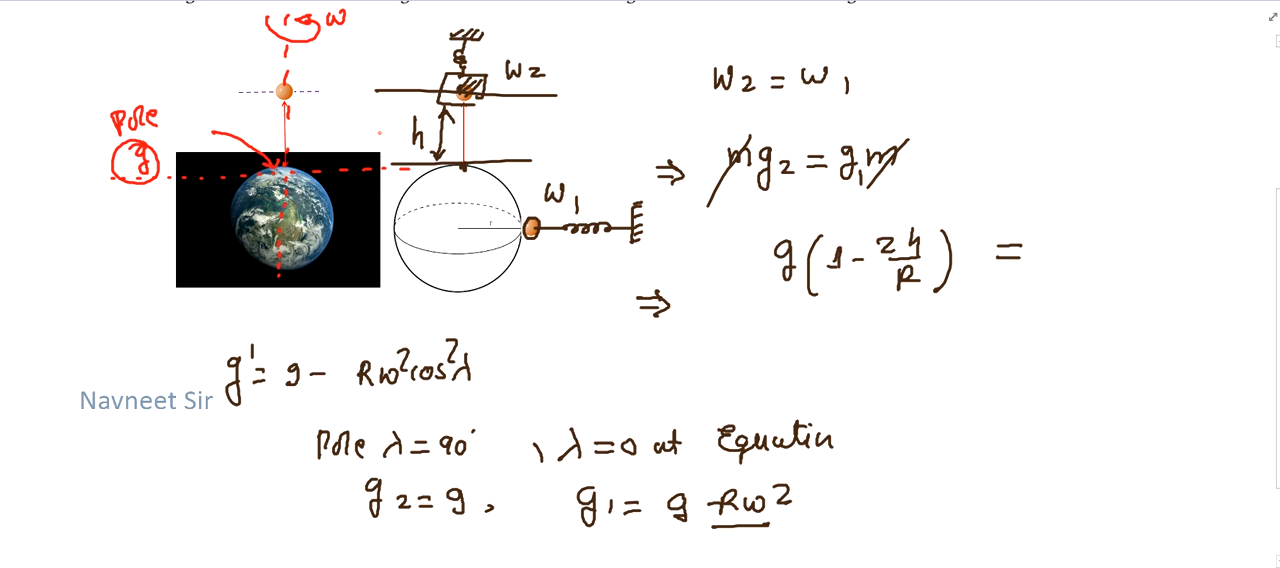 ω
W2
W2 = W1
Pole
g
h
⇒ mg2 = g1m
W1
r
g(1 - 2h/R) =
⇒
g' = g - Rω²cos²λ
Navneet Sir
Pole λ = 90° , λ = 0 at Equatin
g2 = g , g1 = g - Rω²